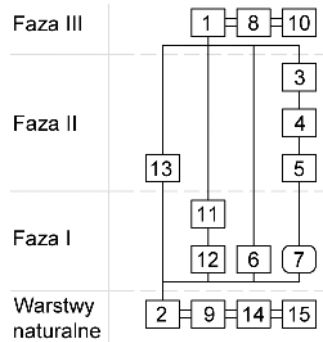 Faza III 1 8 10
3
Faza II 4
13 5
11
Faza I 12 6 7
Warstwy
naturalne 2 9 14 15